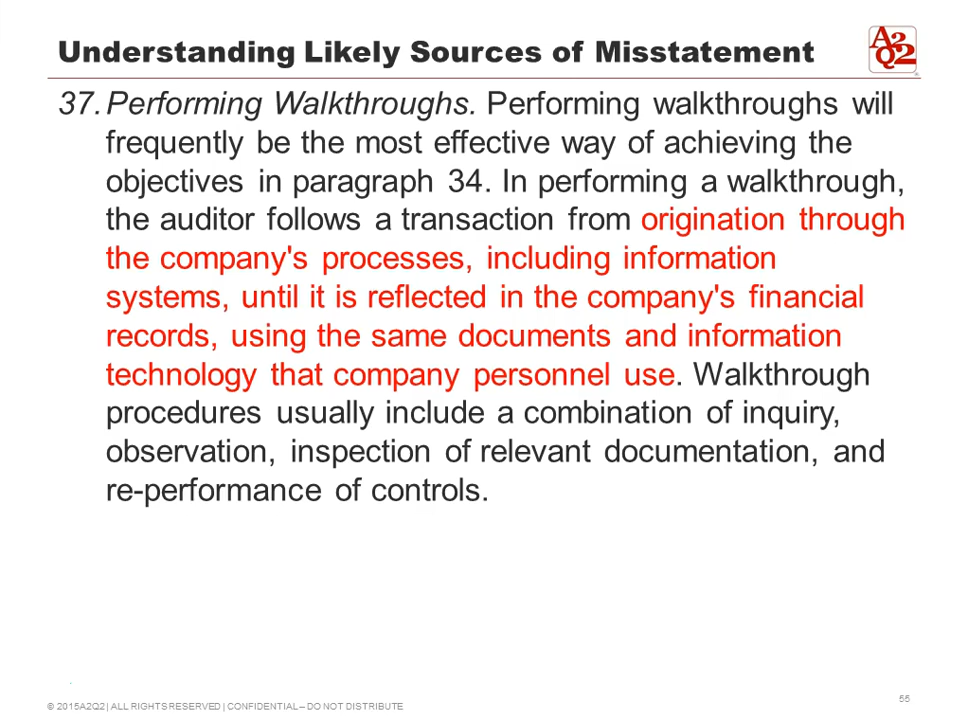 Understanding Likely Sources of Misstatement
A2
Q2
37. Performing Walkthroughs. Performing walkthroughs will
frequently be the most effective way of achieving the
objectives in paragraph 34. In performing a walkthrough,
the auditor follows a transaction from origination through
the company's processes, including information
systems, until it is reflected in the company's financial
records, using the same documents and information
technology that company personnel use. Walkthrough
procedures usually include a combination of inquiry,
observation, inspection of relevant documentation, and
re-performance of controls.
55
© 2015A2Q2 | ALL RIGHTS RESERVED | CONFIDENTIAL – DO NOT DISTRIBUTE